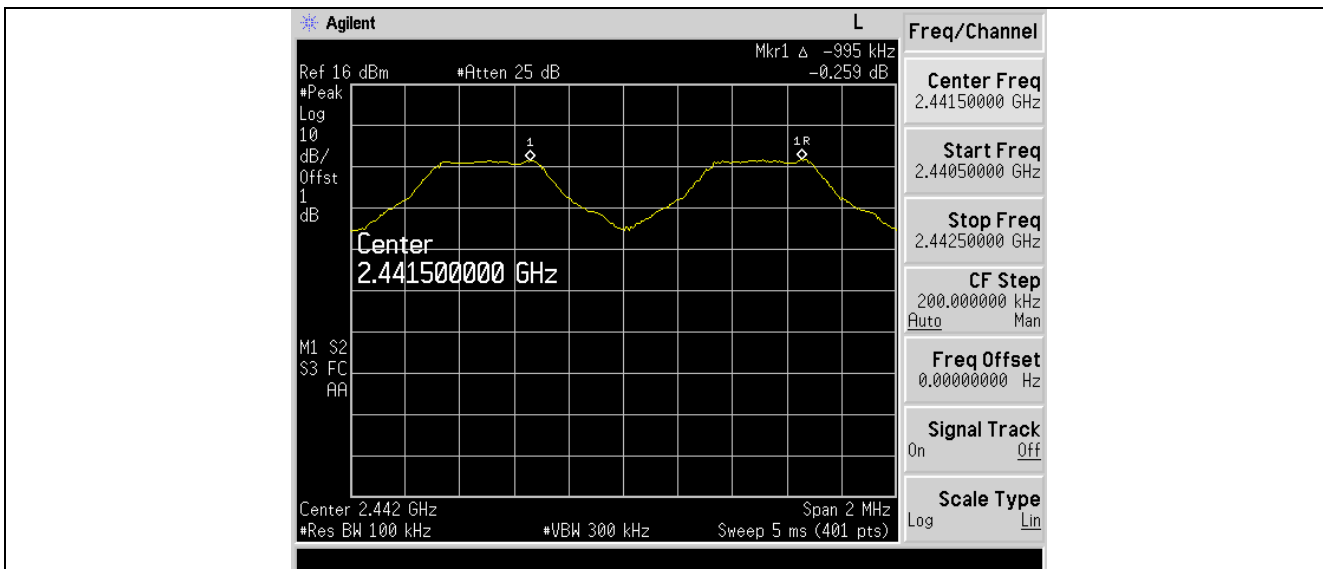 Agilent L
Mkr1 Δ -995 kHz
Ref 16 dBm #Atten 25 dB -0.259 dB
#Peak
Log
10
dB/
Offst
1
dB
1
1R
Center
2.441500000 GHz
M1 S2
S3 FC
AA
Center 2.442 GHz Span 2 MHz
#Res BW 100 kHz #VBW 300 kHz Sweep 5 ms (401 pts)
Freq/Channel
Center Freq
2.44150000 GHz
Start Freq
2.44050000 GHz
Stop Freq
2.44250000 GHz
CF Step
200.000000 kHz
Auto Man
Freq Offset
0.00000000 Hz
Signal Track
On Off
Scale Type
Log Lin